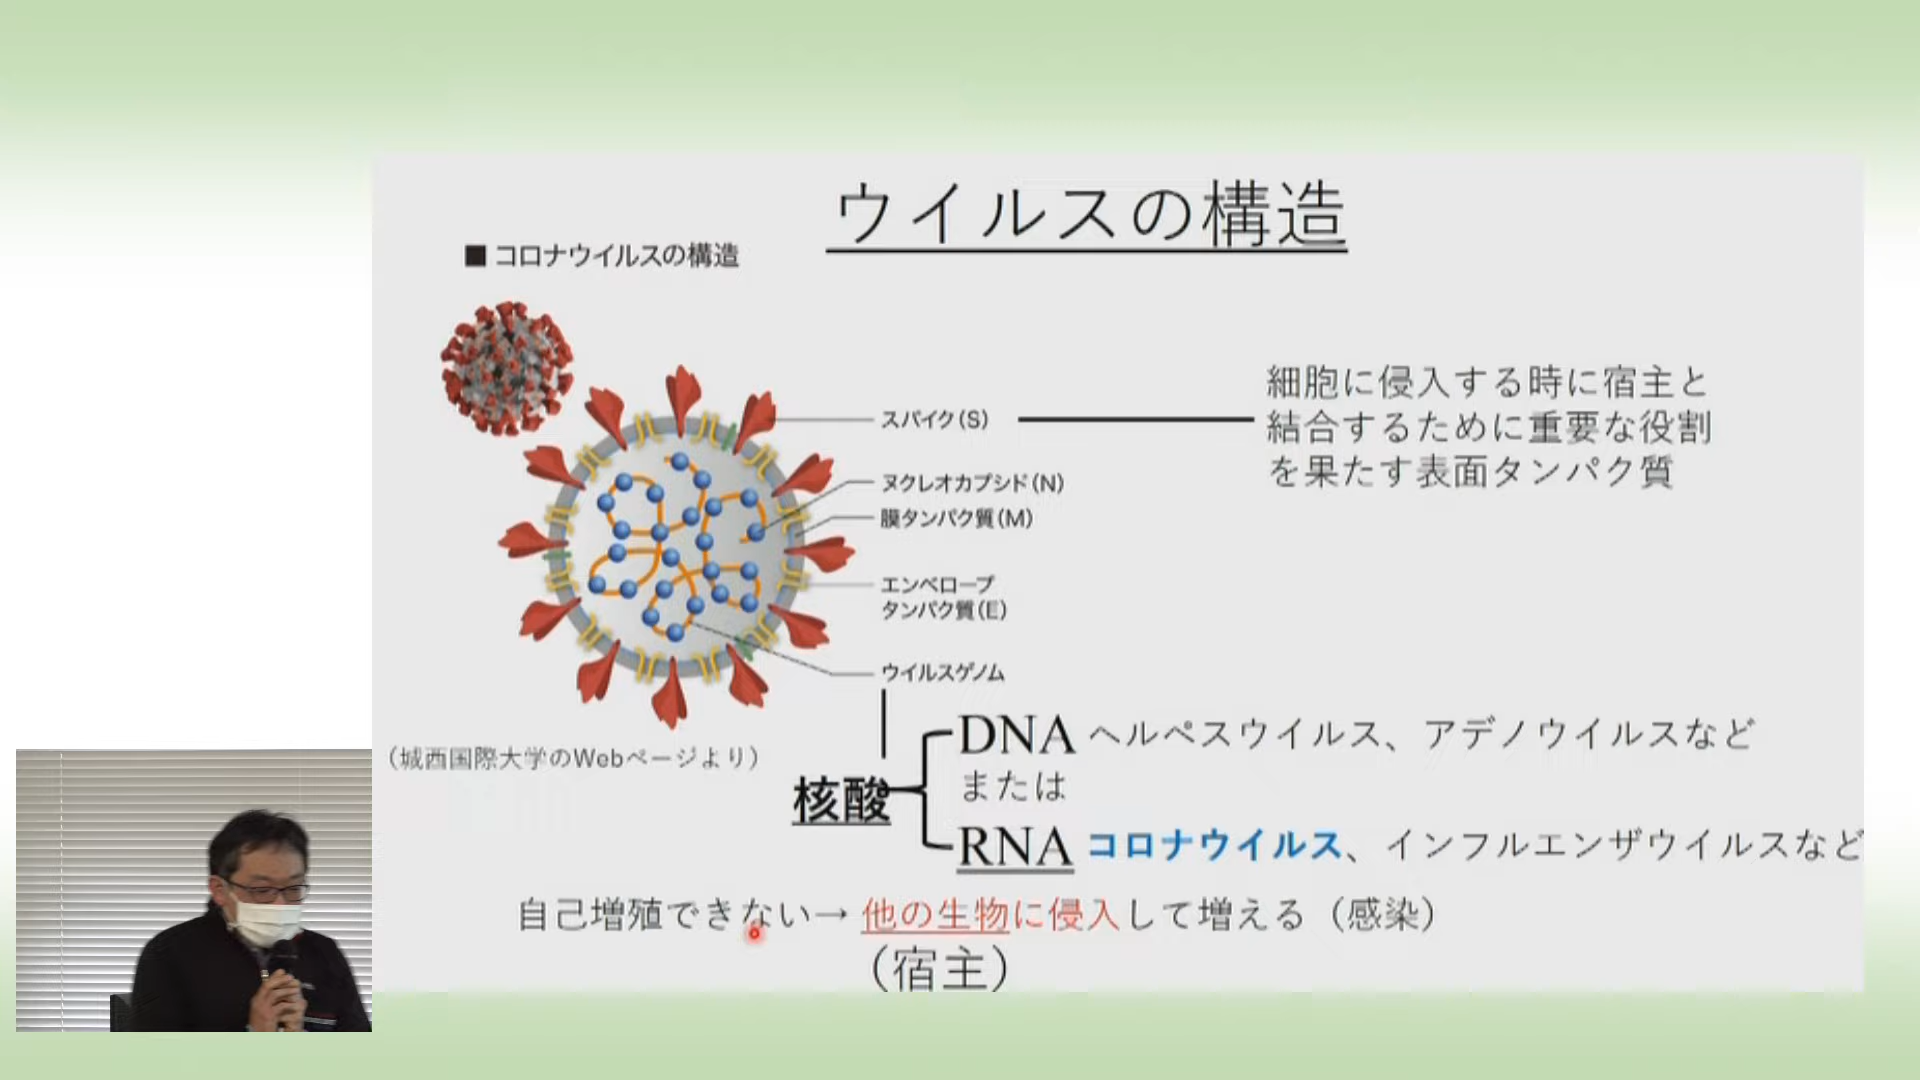 ウイルスの構造
■ コロナウイルスの構造
スパイク(S)
細胞に侵入する時に宿主と
結合するために重要な役割
を果たす表面タンパク質
ヌクレオカプシド(N)
膜タンパク質(M)
エンベロープ
タンパク質(E)
ウイルスゲノム
（城西国際大学のWebページより）
核酸
DNA ヘルペスウイルス、アデノウイルスなど
または
RNA コロナウイルス、インフルエンザウイルスなど
自己増殖できない→ 他の生物に侵入して増える（感染）
（宿主）